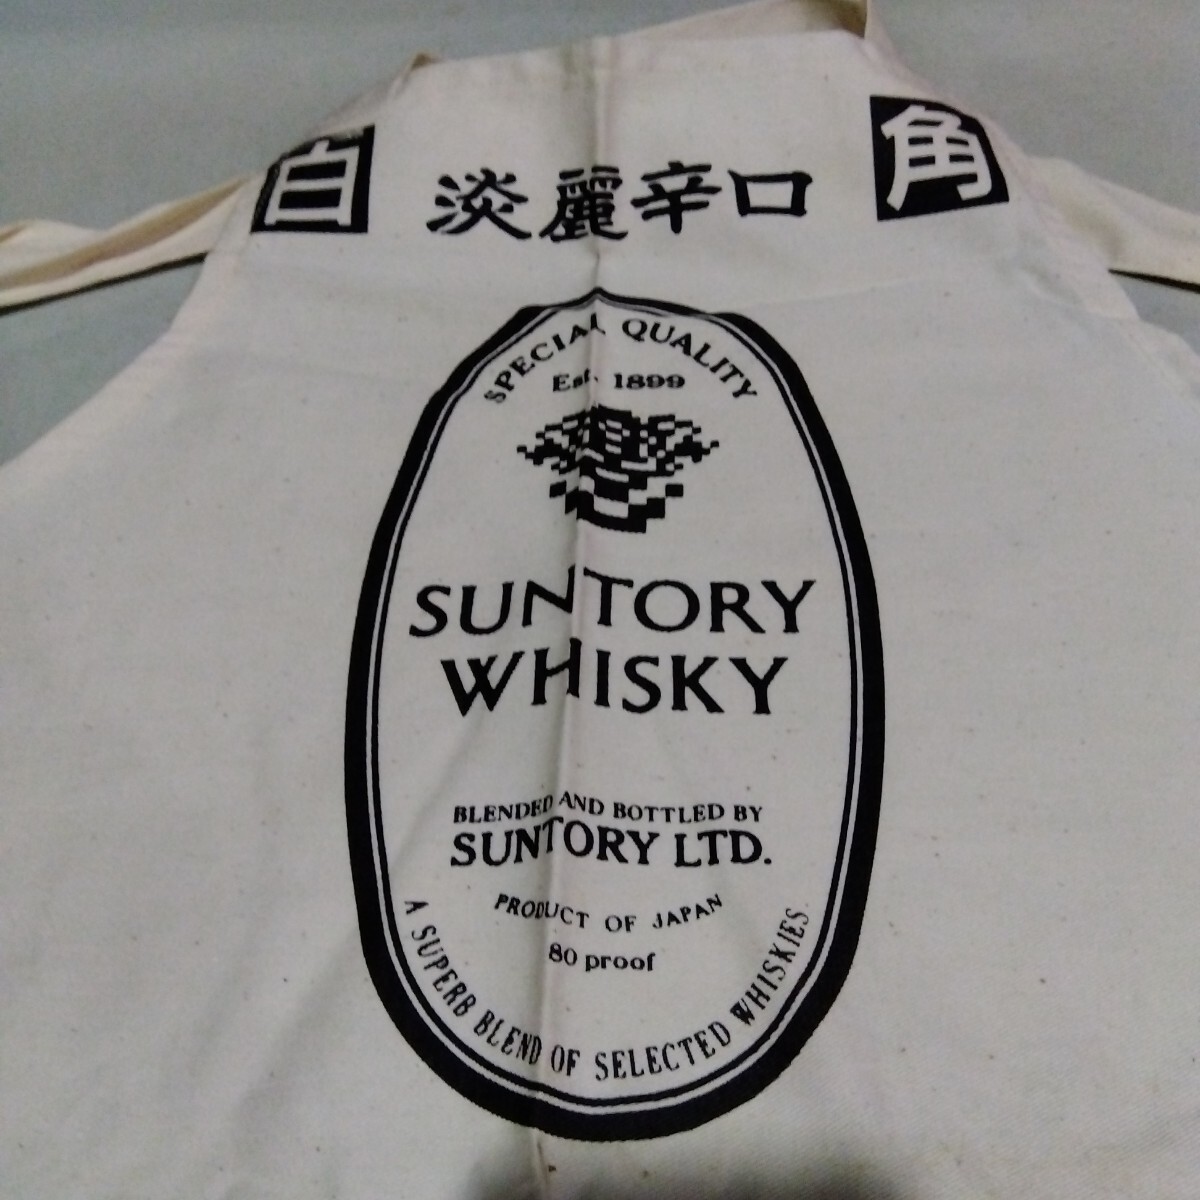 白 淡麗辛口 角
SPECIAL QUALITY
Est. 1899
SUNTORY
WHISKY
BLENDED AND BOTTLED BY
SUNTORY LTD.
PRODUCT OF JAPAN
80 proof
A SUPERB BLEND OF SELECTED WHISKIES.